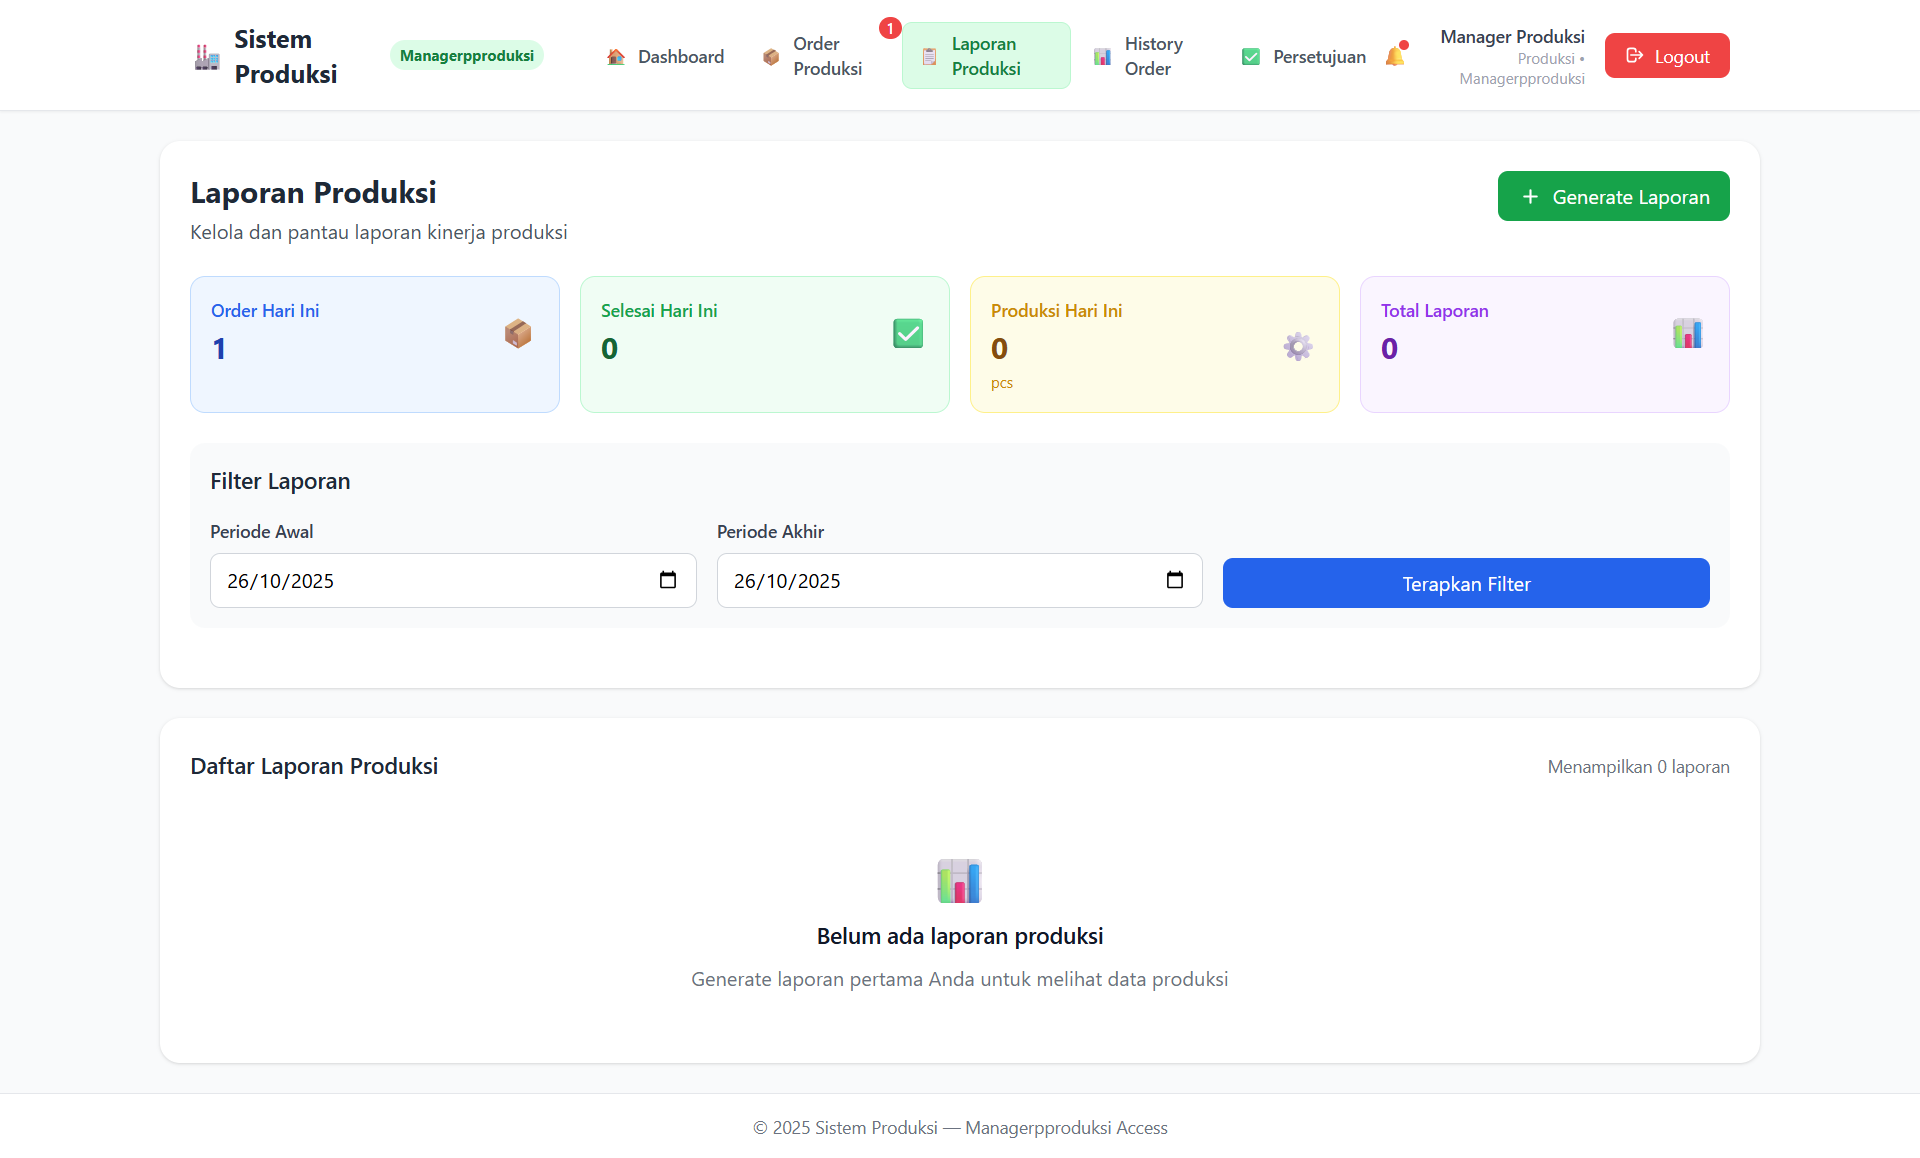 Sistem
Produksi
Managerpproduksi
Dashboard
Order
Produksi
1
Laporan
Produksi
History
Order
Persetujuan
Manager Produksi
Produksi •
Managerpproduksi
Logout
Laporan Produksi
Kelola dan pantau laporan kinerja produksi
+ Generate Laporan
Order Hari Ini
1
Selesai Hari Ini
0
Produksi Hari Ini
0
pcs
Total Laporan
0
Filter Laporan
Periode Awal
26/10/2025
Periode Akhir
26/10/2025
Terapkan Filter
Daftar Laporan Produksi
Menampilkan 0 laporan
Belum ada laporan produksi
Generate laporan pertama Anda untuk melihat data produksi
© 2025 Sistem Produksi — Managerpproduksi Access